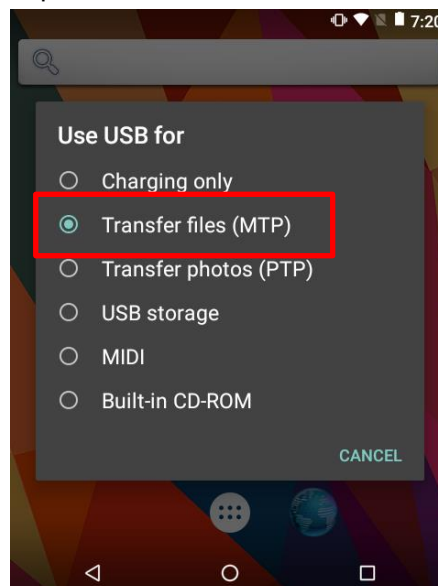 7:20
Use USB for
Charging only
Transfer files (MTP)
Transfer photos (PTP)
USB storage
MIDI
Built-in CD-ROM
CANCEL